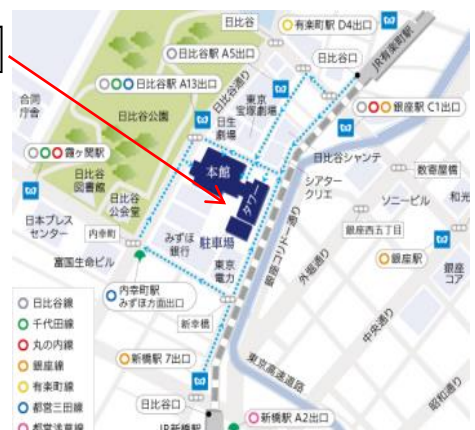 日比谷
有楽町駅 D4出口
日比谷駅 A5出口
日比谷口
JR有楽町駅
日比谷駅 A13出口
日比谷通り
東京
宝塚劇場
銀座駅 C1出口
合同
庁舎
日比谷公園
日生
劇場
霞ヶ関駅
日比谷シャンテ
本館
数寄屋橋
日比谷
図書館
シアター
クリエ
タワー
ソニービル
和光
日比谷
公会堂
日本プレス
センター
内幸町
みずほ
銀行
駐車場
銀座コリドー通り
銀座西五丁目
富国生命ビル
東京
電力
外堀通り
銀座駅
銀座
コア
内幸町駅
みずほ方面出口
日比谷線
千代田線
新幸橋
中央通り
丸の内線
銀座線
新橋駅 7出口
東京高速道路
有楽町線
都営三田線
日比谷口
昭和通り
都営浅草線
JR新橋駅
新橋駅 A2出口